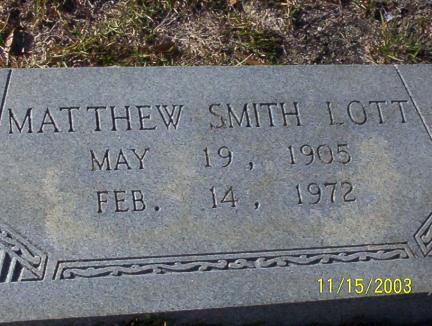 MATTHEW SMITH LOTT
MAY 19, 1905
FEB. 14, 1972
11/15/2003